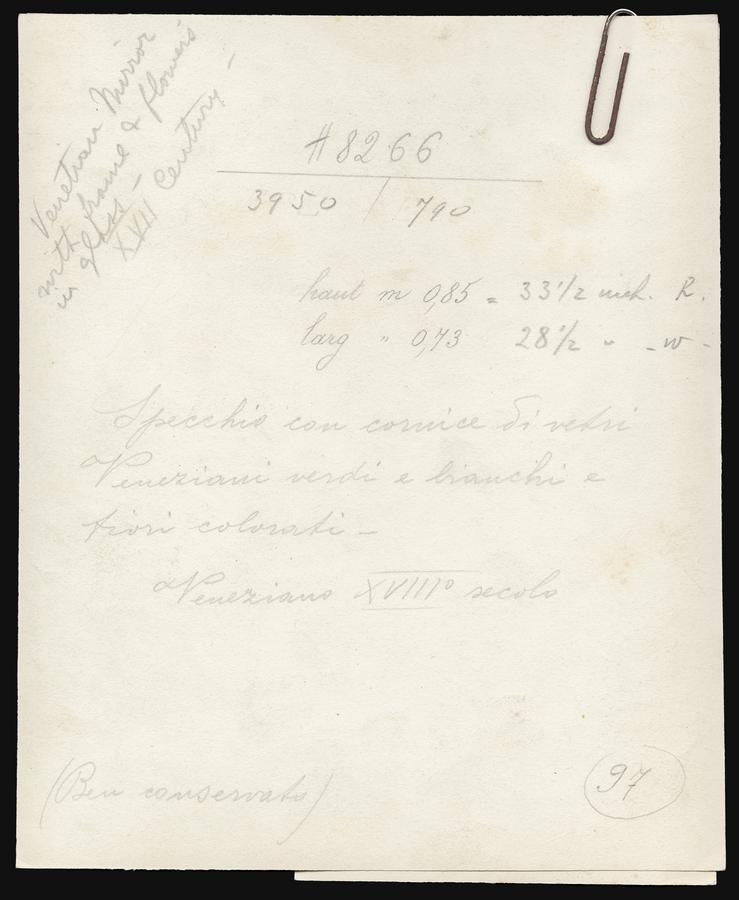 Venetian Mirror
with frame & flowers
in glass -
XVII Century -
#8266
3950 / 790
haut m 0,85 = 33 1/2 inch. R.
larg " 0,73 28 1/2 " - w -
Specchio con cornice di vetri
Veneziani verdi e bianchi e
fiori colorati -
Veneziano XVIII° secolo
(Ben conservato)
97